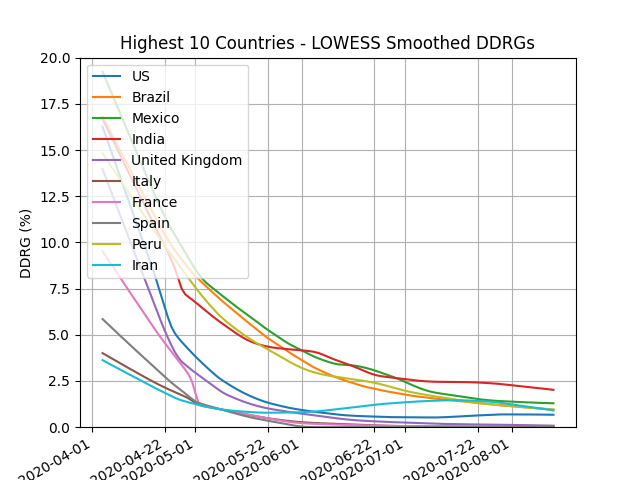 Highest 10 Countries - LOWESS Smoothed DDRGs
DDRG (%)
20.0
17.5
15.0
12.5
10.0
7.5
5.0
2.5
0.0
US
Brazil
Mexico
India
United Kingdom
Italy
France
Spain
Peru
Iran
2020-04-01
2020-04-22
2020-05-01
2020-05-22
2020-06-01
2020-06-22
2020-07-01
2020-07-22
2020-08-01